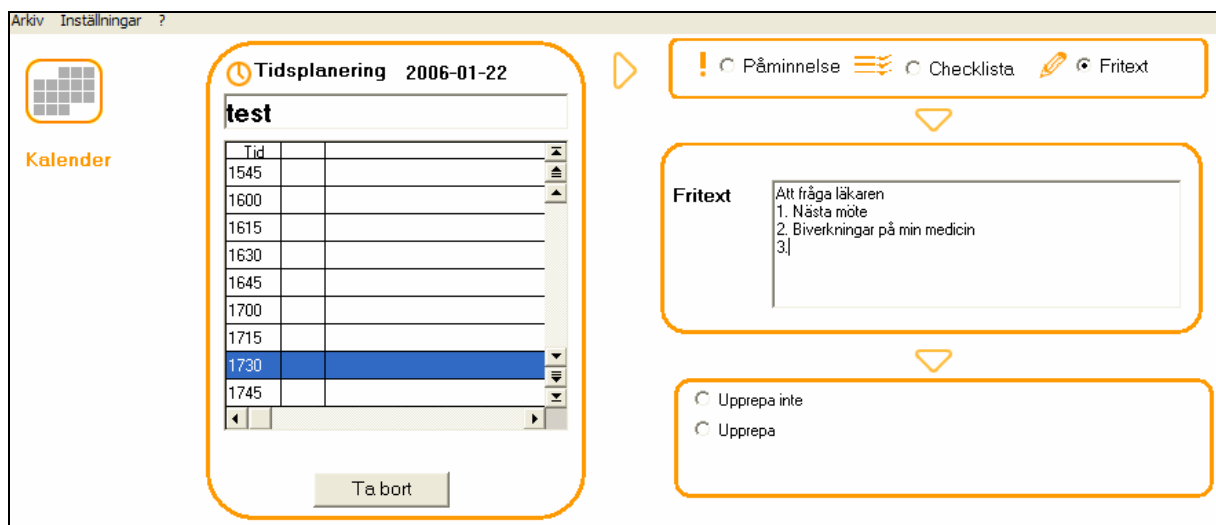 Arkiv Inställningar ?
Kalender
Tidsplanering 2006-01-22
test
Tid
1545
1600
1615
1630
1645
1700
1715
1730
1745
Ta bort
! Påminnelse Checklista Fritext
Fritext
Att fråga läkaren
1. Nästa möte
2. Biverkningar på min medicin
3.
Upprepa inte
Upprepa